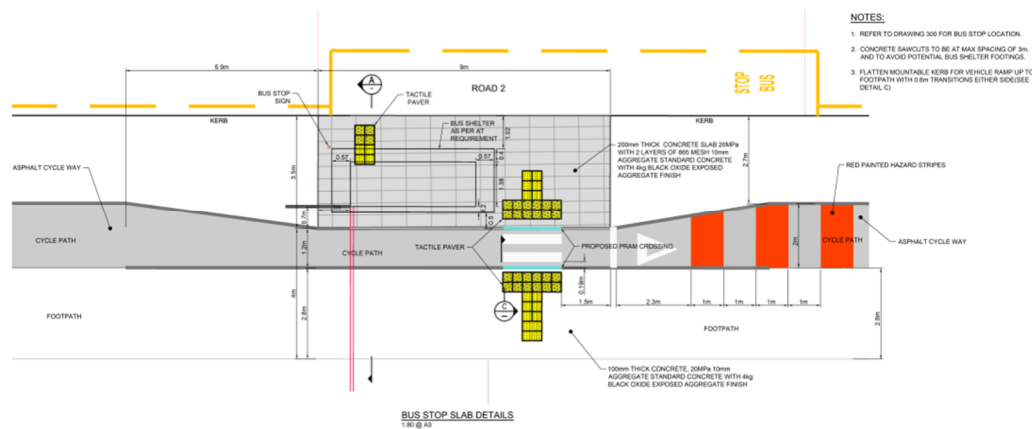 NOTES:
1. REFER TO DRAWING 300 FOR BUS STOP LOCATION.
2. CONCRETE SAWCUTS TO BE AT MAX SPACING OF 3m,
AND TO AVOID POTENTIAL BUS SHELTER FOOTINGS.
3. FLATTEN MOUNTABLE KERB FOR VEHICLE RAMP UP TO
FOOTPATH WITH 0.6m TRANSITIONS EITHER SIDE(SEE
DETAIL C)
5.9m
9m
A
ROAD 2
STOP
BUS
BUS STOP
SIGN
TACTILE
PAVER
KERB
KERB
BUS SHELTER
AS PER AT
REQUIREMENT
1.02
0.57
0.57
0.4
1.38
3.5m
2.7m
200mm THICK CONCRETE SLAB 20MPa
WITH 2 LAYERS OF 665 MESH 10mm
AGGREGATE STANDARD CONCRETE
WITH 4kg BLACK OXIDE EXPOSED
AGGREGATE FINISH
RED PAINTED HAZARD STRIPES
ASPHALT CYCLE WAY
0.7m
0.5
CYCLE PATH
1.2m
CYCLE PATH
TACTILE PAVER
PROPOSED PRAM CROSSING
2m
CYCLE PATH
ASPHALT CYCLE WAY
4m
0.19m
C
1.5m
2.3m
1m
1m
1m
1m
FOOTPATH
2.8m
FOOTPATH
2.8m
100mm THICK CONCRETE, 20MPa 10mm
AGGREGATE STANDARD CONCRETE WITH 4kg
BLACK OXIDE EXPOSED AGGREGATE FINISH
BUS STOP SLAB DETAILS
1:80 @ A3